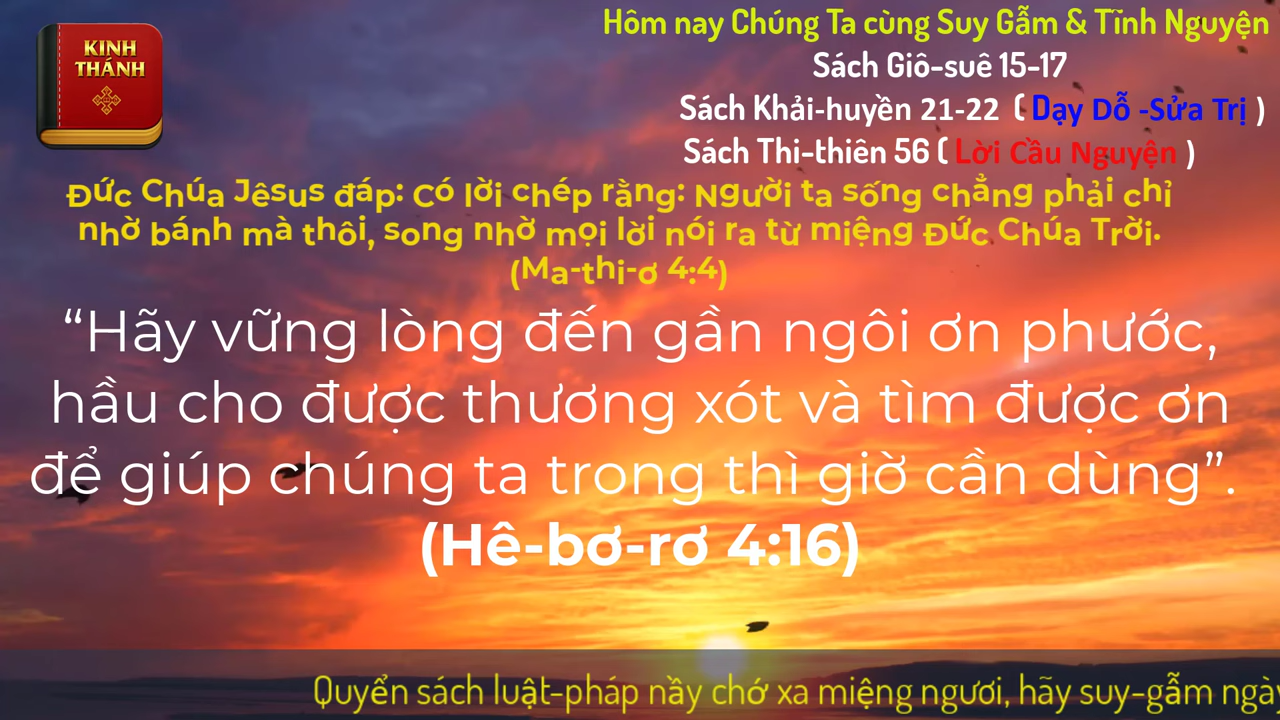 KINH
THÁNH
Hôm nay Chúng Ta cùng Suy Gẫm & Tĩnh Nguyện
Sách Giô-suê 15-17
Sách Khải-huyền 21-22 ( Dạy Dỗ -Sửa Trị )
Sách Thi-thiên 56 ( Lời Cầu Nguyện )
Đức Chúa Jêsus đáp: Có lời chép rằng: Người ta sống chẳng phải chỉ
nhờ bánh mà thôi, song nhờ mọi lời nói ra từ miệng Đức Chúa Trời.
(Ma-thi-ơ 4:4)
“Hãy vững lòng đến gần ngôi ơn phước,
hầu cho được thương xót và tìm được ơn
để giúp chúng ta trong thì giờ cần dùng”.
(Hê-bơ-rơ 4:16)
Quyển sách luật-pháp nầy chớ xa miệng ngươi, hãy suy-gẫm ngày